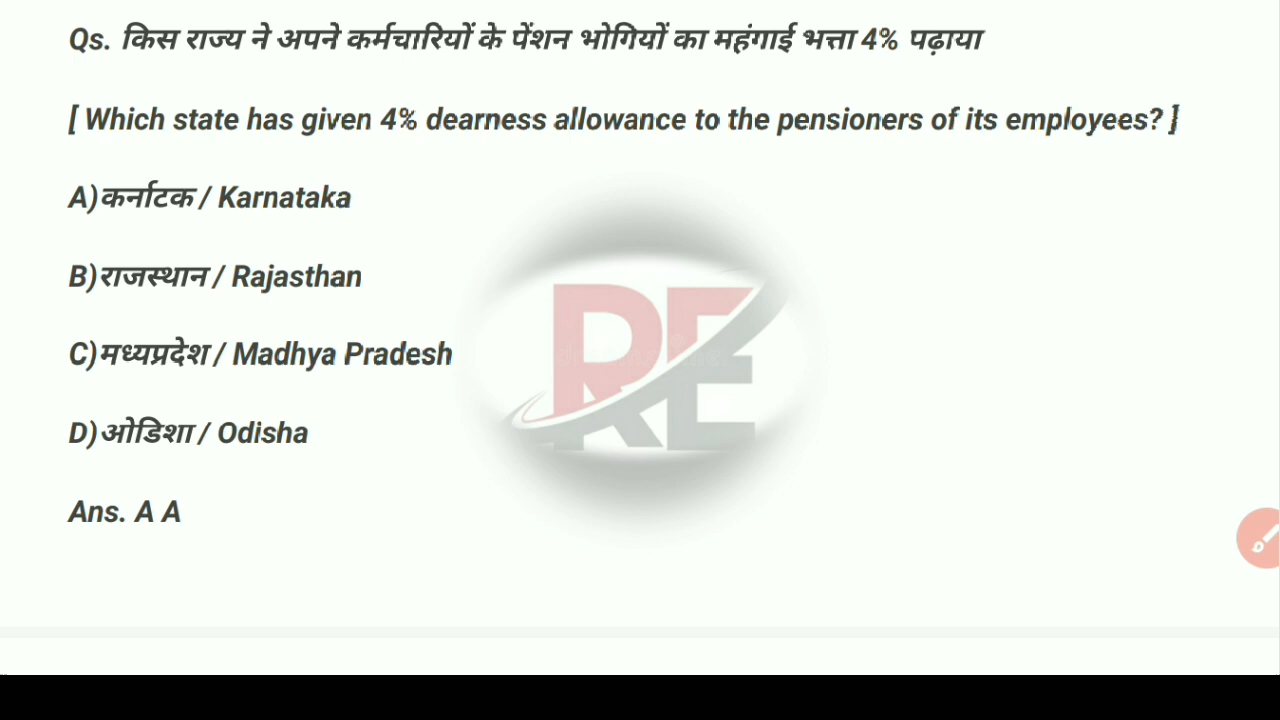 Qs. किस राज्य ने अपने कर्मचारियों के पेंशन भोगियों का महंगाई भत्ता 4% पढ़ाया
[ Which state has given 4% dearness allowance to the pensioners of its employees? ]
A)कर्नाटक / Karnataka
B)राजस्थान / Rajasthan
C)मध्यप्रदेश / Madhya Pradesh
D)ओडिशा / Odisha
RE
Ans. A A